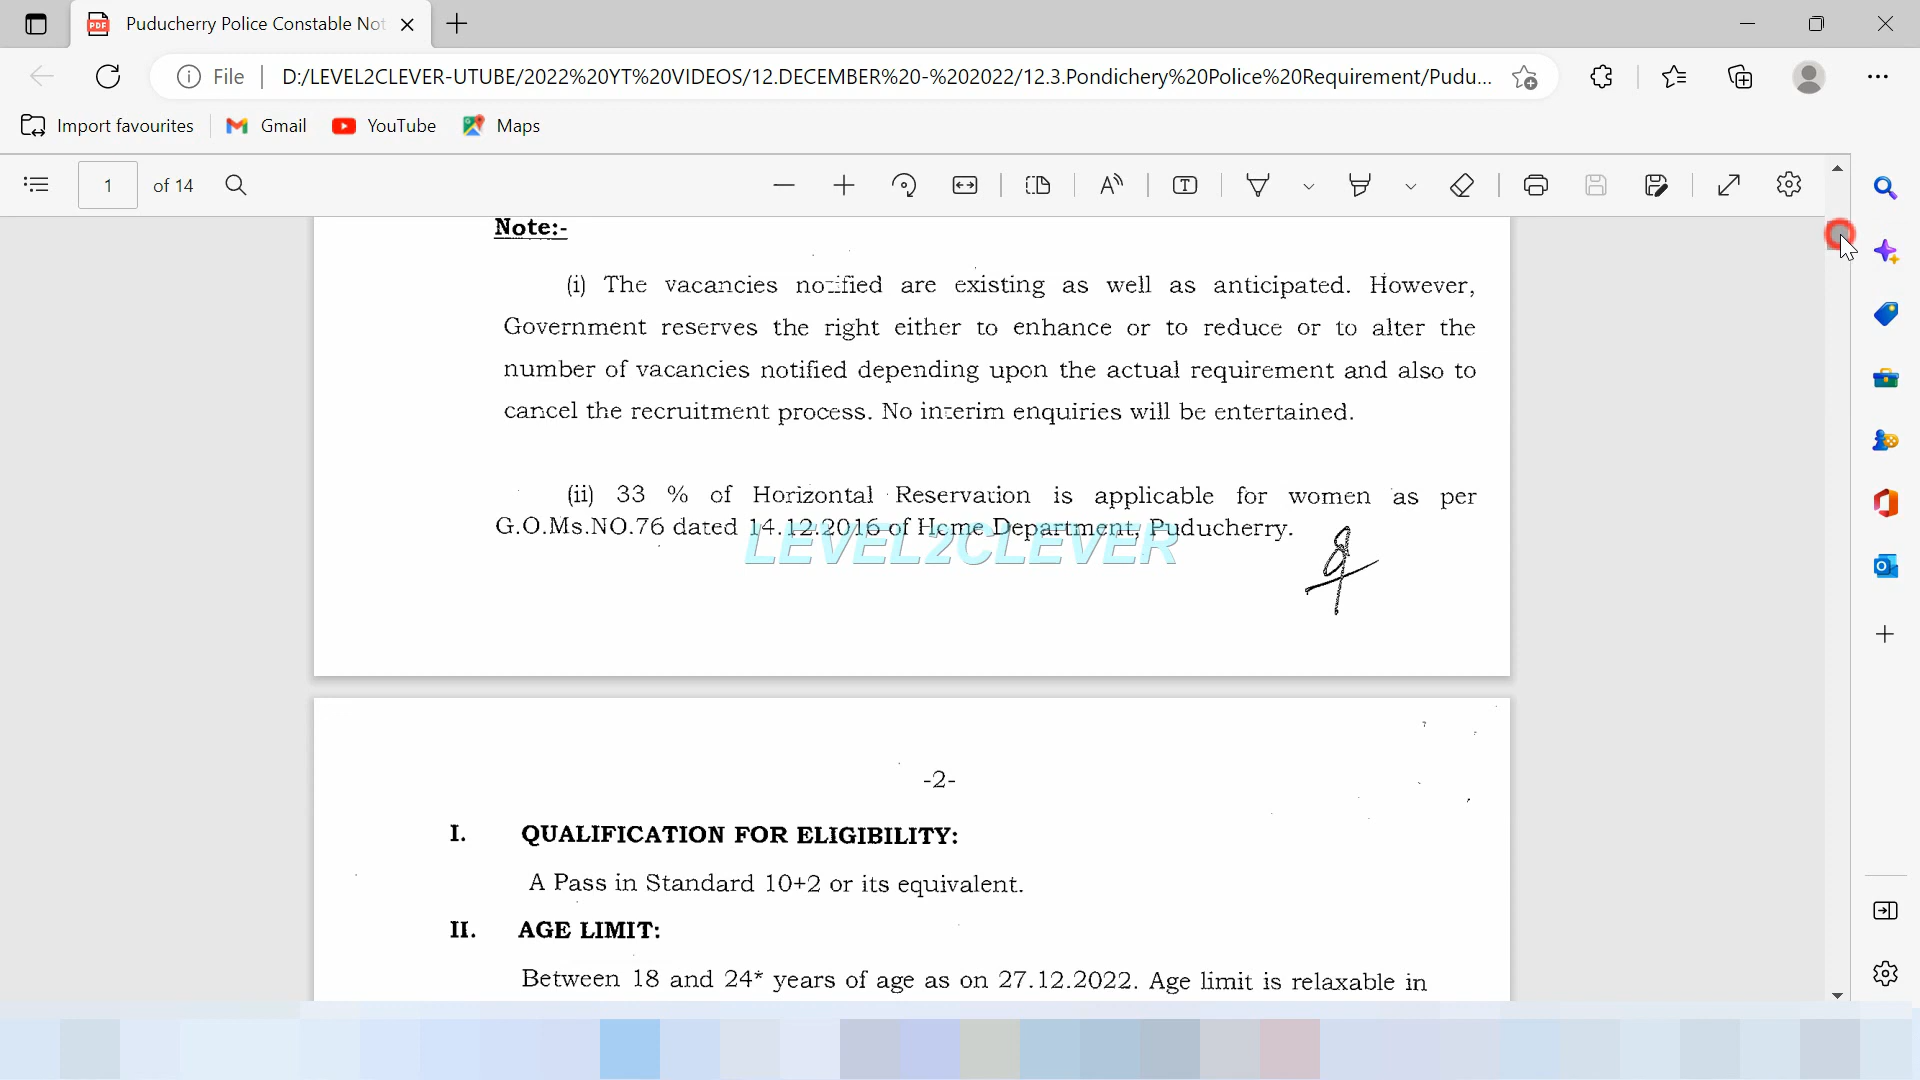 Puducherry Police Constable Not
File
D:/LEVEL2CLEVER-UTUBE/2022%20YT%20VIDEOS/12.DECEMBER%20-%202022/12.3.Pondichery%20Police%20Requirement/Pudu...
Import favourites
Gmail
YouTube
Maps
1 of 14
Note:-
(i) The vacancies notified are existing as well as anticipated. However,
Government reserves the right either to enhance or to reduce or to alter the
number of vacancies notified depending upon the actual requirement and also to
cancel the recruitment process. No interim enquiries will be entertained.
(ii) 33 % of Horizontal Reservation is applicable for women as per
G.O.Ms.NO.76 dated 14.12.2016 of Home Department, Puducherry.
LEVEL2CLEVER
-2-
I. QUALIFICATION FOR ELIGIBILITY:
A Pass in Standard 10+2 or its equivalent.
II. AGE LIMIT:
Between 18 and 24* years of age as on 27.12.2022. Age limit is relaxable in